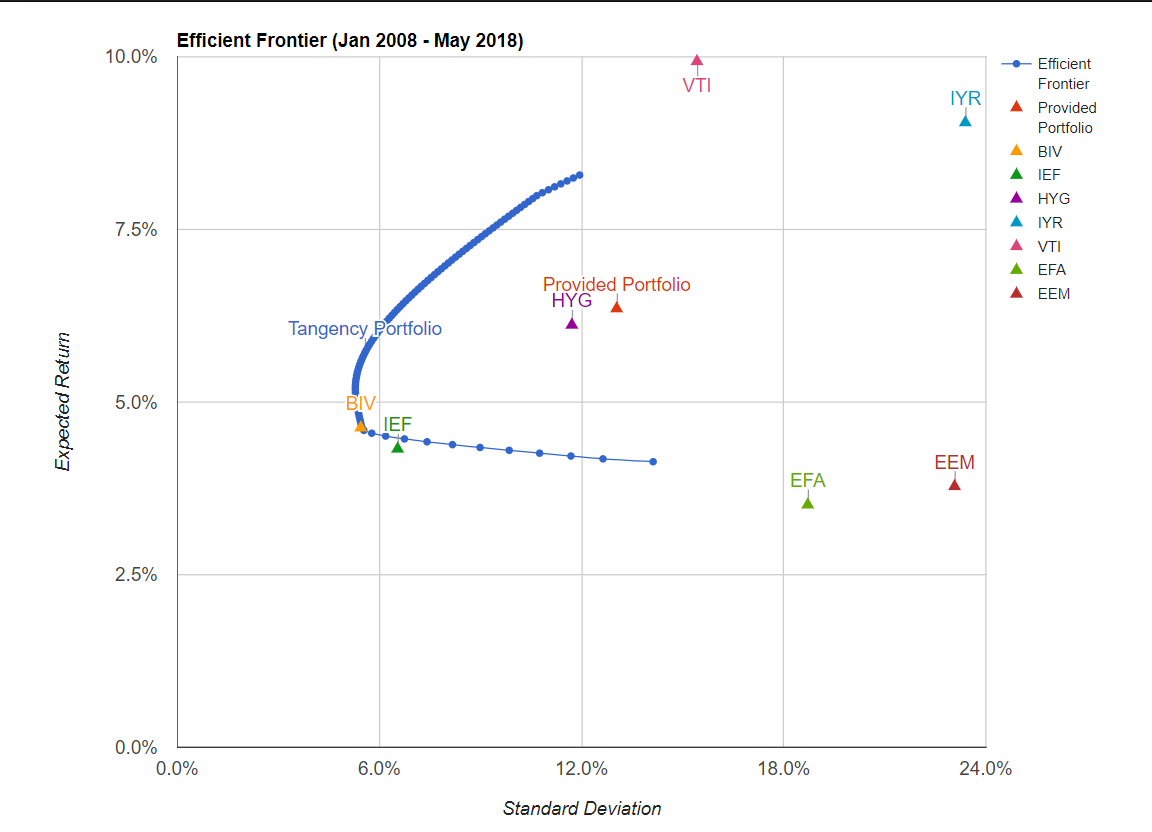 Efficient Frontier (Jan 2008 - May 2018)
10.0%
7.5%
5.0%
2.5%
0.0%
Expected Return
0.0%
6.0%
12.0%
18.0%
24.0%
Standard Deviation
VTI
IYR
Provided Portfolio
HYG
Tangency Portfolio
BIV
IEF
EFA
EEM
Efficient
Frontier
Provided
Portfolio
BIV
IEF
HYG
IYR
VTI
EFA
EEM